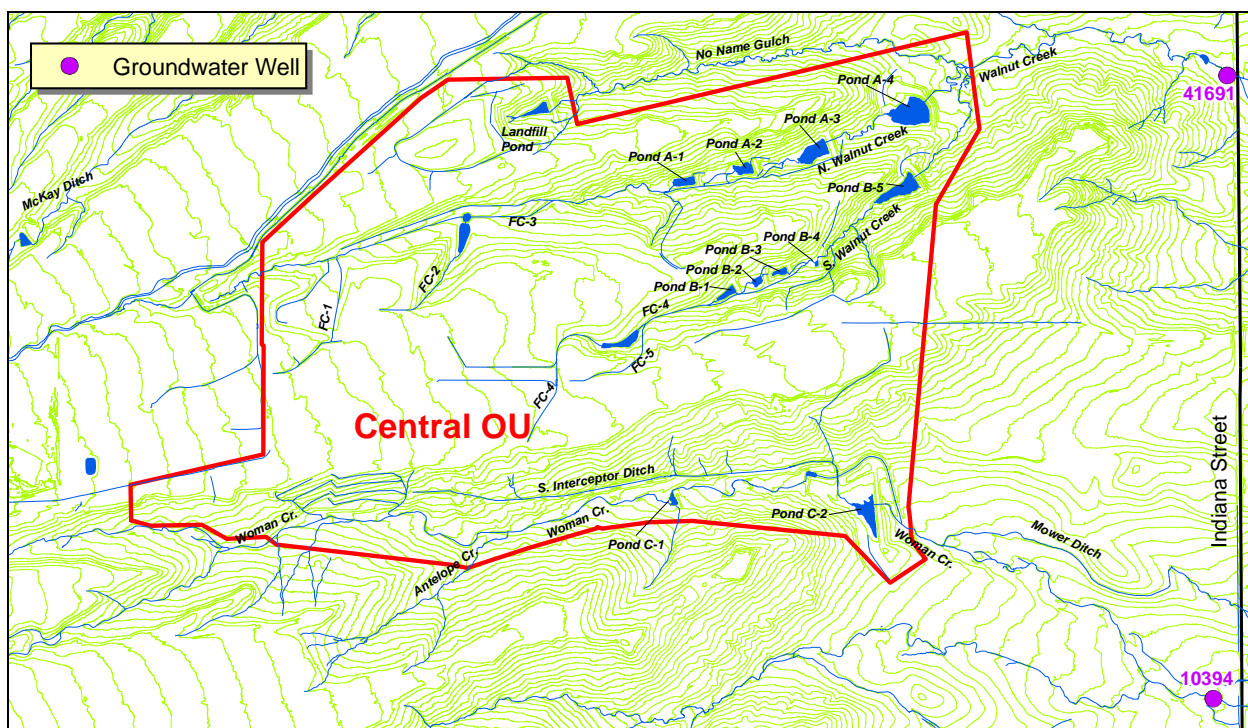 Groundwater Well
No Name Gulch
Walnut Creek
41691
Pond A-4
Landfill
Pond
Pond A-3
Pond A-2
Pond A-1
N. Walnut Creek
McKay Ditch
Pond B-5
FC-3
Pond B-4
Pond B-3
S. Walnut Creek
Pond B-2
FC-2
Pond B-1
FC-1
FC-4
FC-5
FC-4
Central OU
S. Interceptor Ditch
Indiana Street
Woman Cr.
Woman Cr.
Pond C-2
Pond C-1
Woman Cr.
Mower Ditch
Antelope Cr.
10394